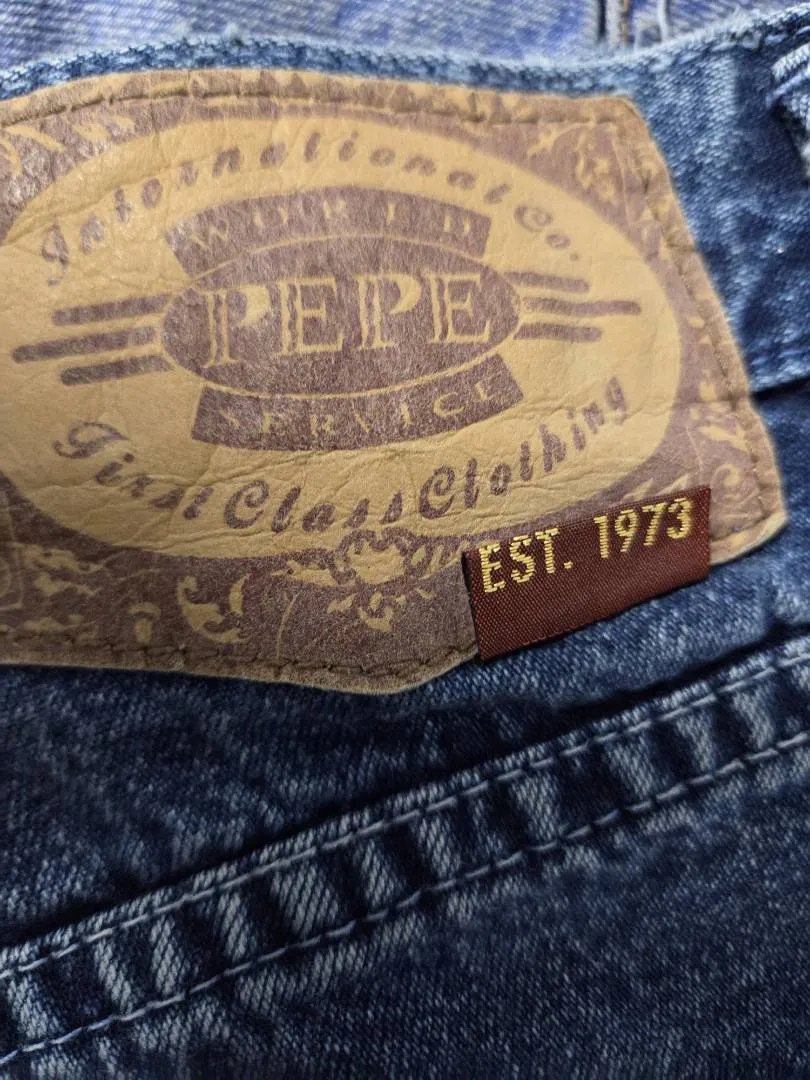 International Co.
WORLD
PEPE
SERVICE
First Class Clothing
EST. 1973